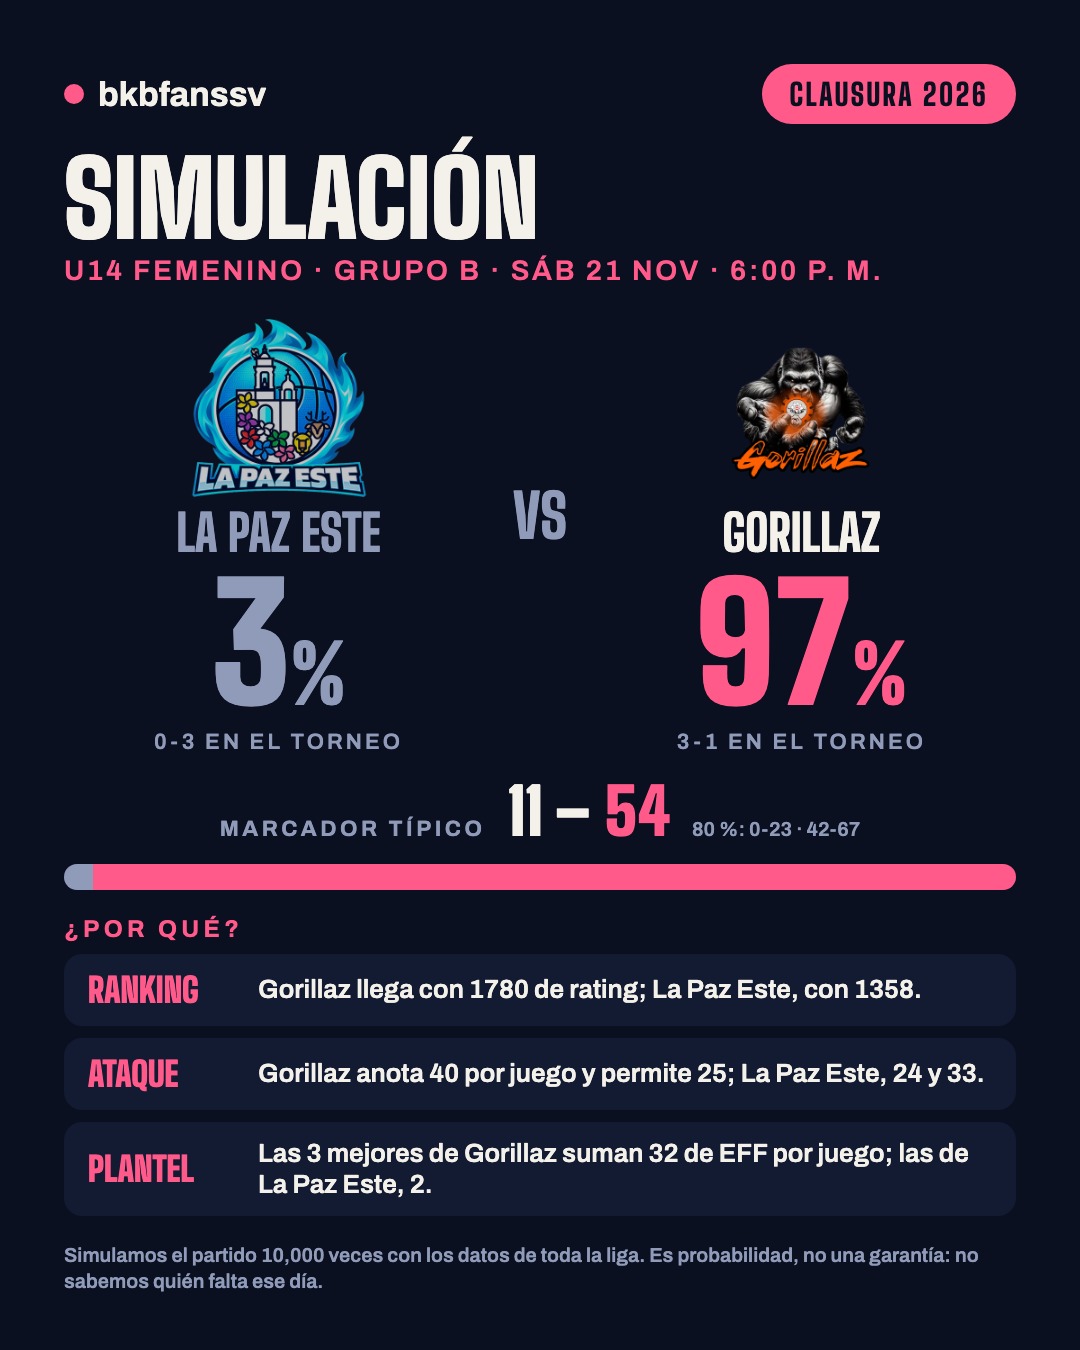 bkbfanssv
CLAUSURA 2026
SIMULACIÓN
U14 FEMENINO · GRUPO B · SÁB 21 NOV · 6:00 P. M.
LA PAZ ESTE
Gorillaz
LA PAZ ESTE
VS
GORILLAZ
3%
97%
0-3 EN EL TORNEO
3-1 EN EL TORNEO
MARCADOR TÍPICO 11 – 54 80 %: 0-23 · 42-67
¿POR QUÉ?
RANKING
Gorillaz llega con 1780 de rating; La Paz Este, con 1358.
ATAQUE
Gorillaz anota 40 por juego y permite 25; La Paz Este, 24 y 33.
PLANTEL
Las 3 mejores de Gorillaz suman 32 de EFF por juego; las de
La Paz Este, 2.
Simulamos el partido 10,000 veces con los datos de toda la liga. Es probabilidad, no una garantía: no
sabemos quién falta ese día.